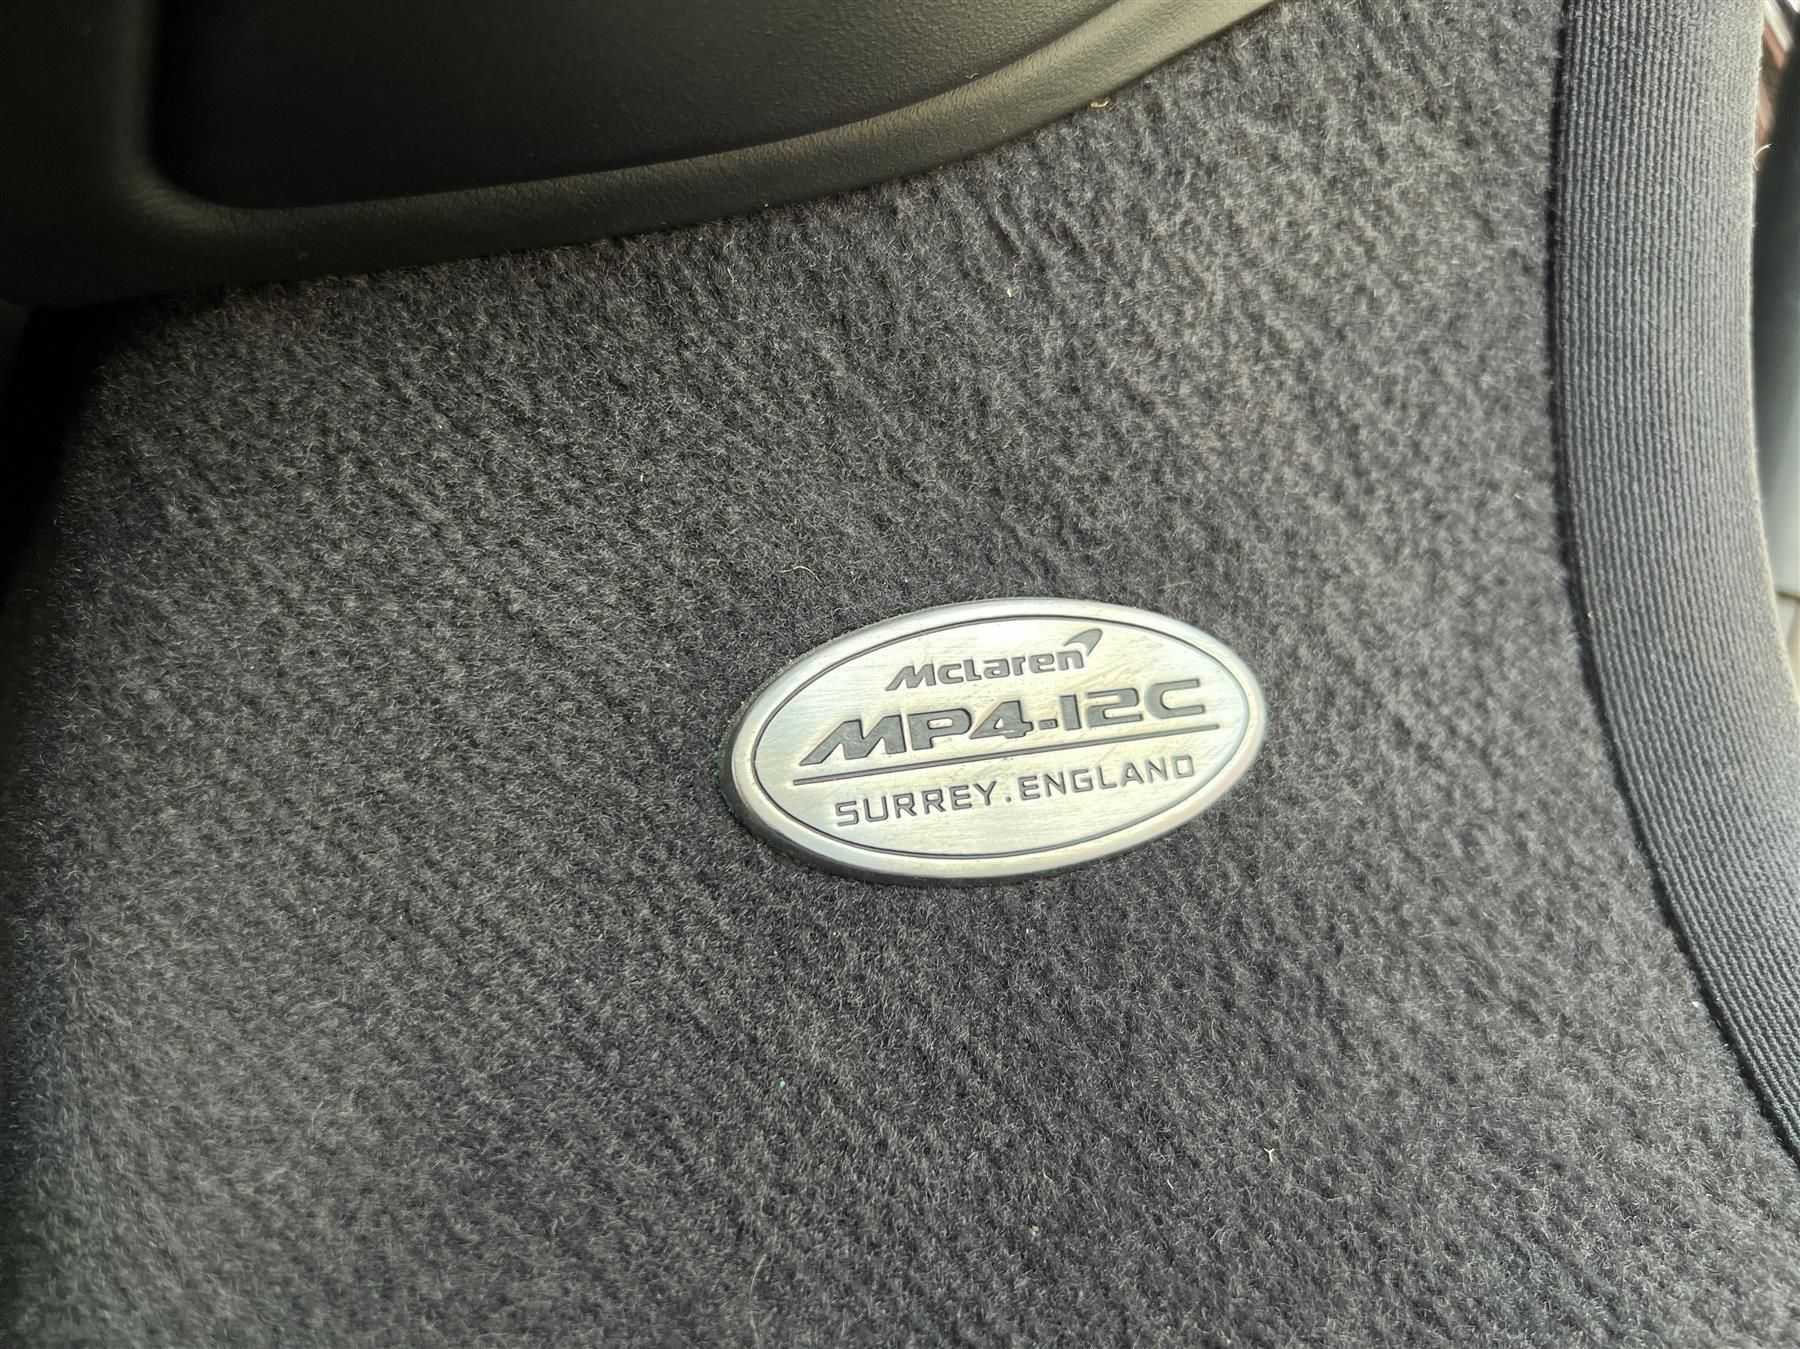 McLaren
MP4-12C
SURREY. ENGLAND